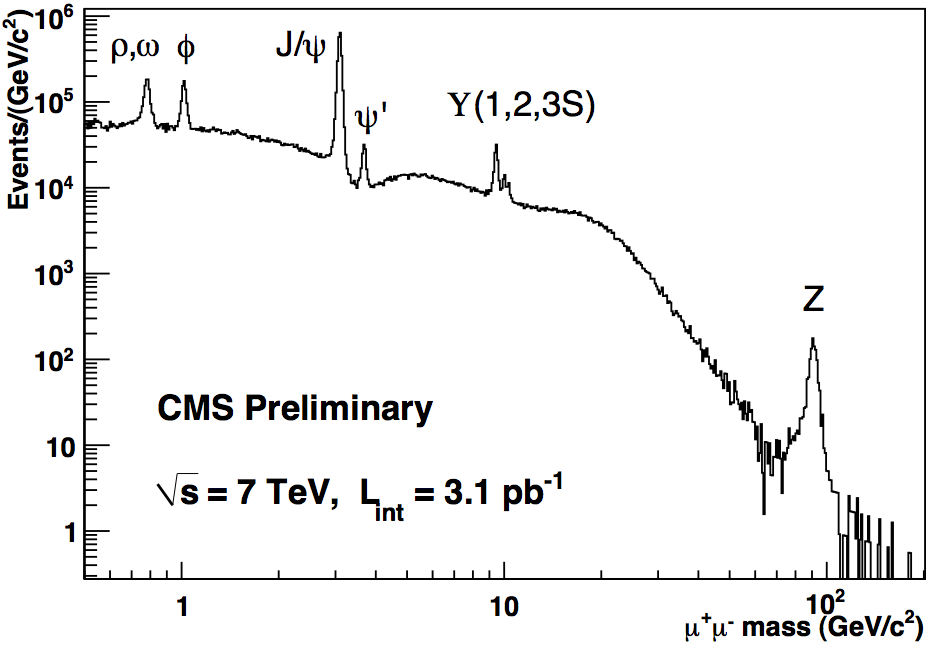 Events/(GeV/c²)
10⁶
10⁵
10⁴
10³
10²
10
1
ρ,ω ϕ J/ψ ψ' ϒ(1,2,3S) Z
CMS Preliminary
√s = 7 TeV, L_int = 3.1 pb⁻¹
1 10 10²
μ⁺μ⁻ mass (GeV/c²)